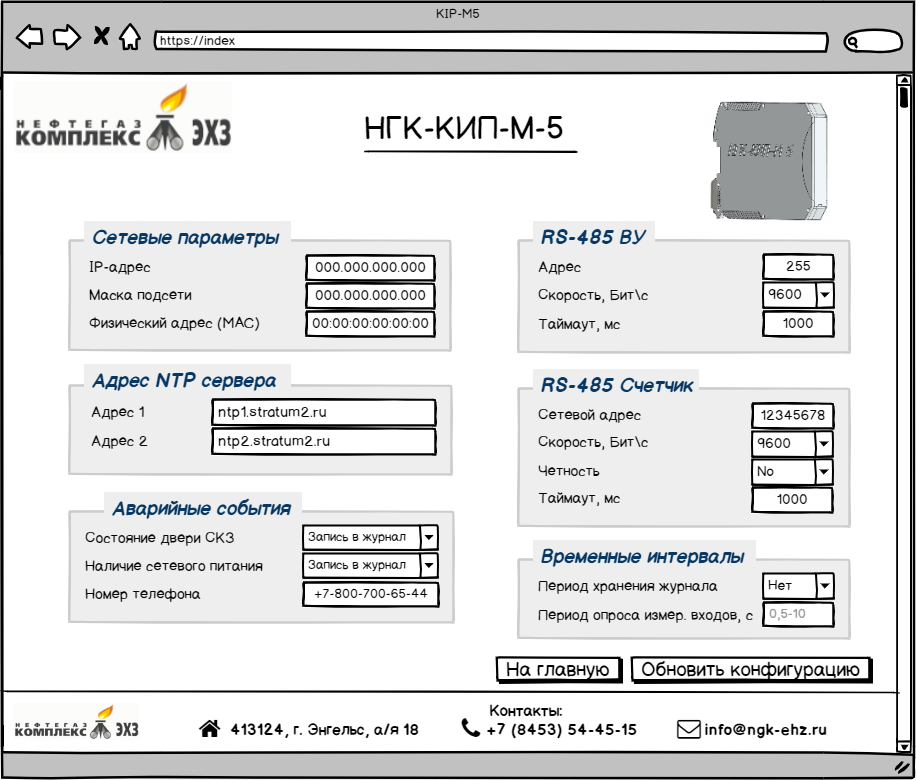 KIP-M5
https://index
НЕФТЕГАЗ
КОМПЛЕКС ЭХЗ
НГК-КИП-М-5
НГК-КИП-М-5
Сетевые параметры
IP-адрес 000.000.000.000
Маска подсети 000.000.000.000
Физический адрес (MAC) 00:00:00:00:00:00
Адрес NTP сервера
Адрес 1 ntp1.stratum2.ru
Адрес 2 ntp2.stratum2.ru
Аварийные события
Состояние двери СКЗ Запись в журнал
Наличие сетевого питания Запись в журнал
Номер телефона +7-800-700-65-44
RS-485 ВУ
Адрес 255
Скорость, Бит\с 9600
Таймаут, мс 1000
RS-485 Счетчик
Сетевой адрес 12345678
Скорость, Бит\с 9600
Четность No
Таймаут, мс 1000
Временные интервалы
Период хранения журнала Нет
Период опроса измер. входов, с 0,5-10
На главную Обновить конфигурацию
НЕФТЕГАЗ
КОМПЛЕКС ЭХЗ
413124, г. Энгельс, а/я 18
Контакты:
+7 (8453) 54-45-15
info@ngk-ehz.ru